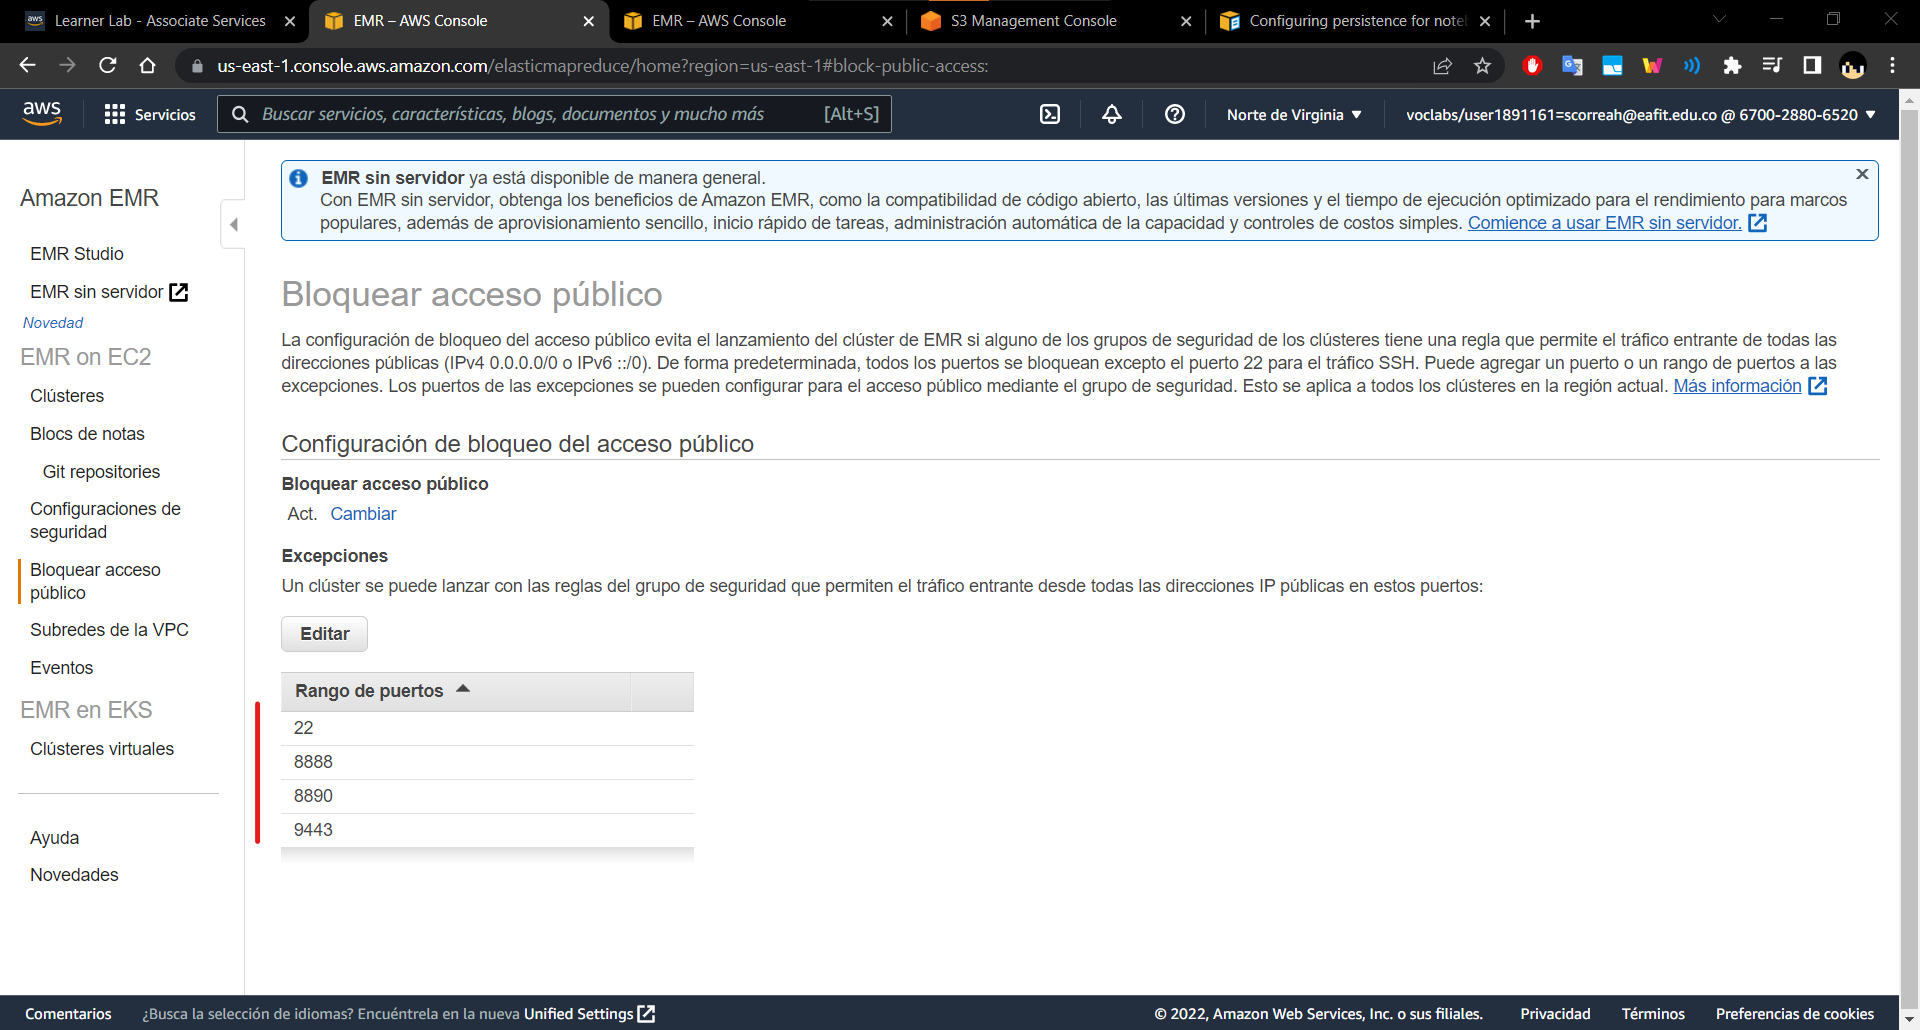 Learner Lab - Associate Services
EMR – AWS Console
EMR – AWS Console
S3 Management Console
Configuring persistence for note
us-east-1.console.aws.amazon.com/elasticmapreduce/home?region=us-east-1#block-public-access:
aws
Servicios
Buscar servicios, características, blogs, documentos y mucho más [Alt+S]
Norte de Virginia
voclabs/user1891161=scorreah@eafit.edu.co @ 6700-2880-6520
Amazon EMR
EMR Studio
EMR sin servidor
Novedad
EMR on EC2
Clústeres
Blocs de notas
Git repositories
Configuraciones de
seguridad
Bloquear acceso
público
Subredes de la VPC
Eventos
EMR en EKS
Clústeres virtuales
Ayuda
Novedades
EMR sin servidor ya está disponible de manera general.
Con EMR sin servidor, obtenga los beneficios de Amazon EMR, como la compatibilidad de código abierto, las últimas versiones y el tiempo de ejecución optimizado para el rendimiento para marcos
populares, además de aprovisionamiento sencillo, inicio rápido de tareas, administración automática de la capacidad y controles de costos simples. Comience a usar EMR sin servidor.
Bloquear acceso público
La configuración de bloqueo del acceso público evita el lanzamiento del clúster de EMR si alguno de los grupos de seguridad de los clústeres tiene una regla que permite el tráfico entrante de todas las
direcciones públicas (IPv4 0.0.0.0/0 o IPv6 ::/0). De forma predeterminada, todos los puertos se bloquean excepto el puerto 22 para el tráfico SSH. Puede agregar un puerto o un rango de puertos a las
excepciones. Los puertos de las excepciones se pueden configurar para el acceso público mediante el grupo de seguridad. Esto se aplica a todos los clústeres en la región actual. Más información
Configuración de bloqueo del acceso público
Bloquear acceso público
Act. Cambiar
Excepciones
Un clúster se puede lanzar con las reglas del grupo de seguridad que permiten el tráfico entrante desde todas las direcciones IP públicas en estos puertos:
Editar
Rango de puertos
22
8888
8890
9443
Comentarios
¿Busca la selección de idiomas? Encuéntrela en la nueva Unified Settings
© 2022, Amazon Web Services, Inc. o sus filiales.
Privacidad
Términos
Preferencias de cookies